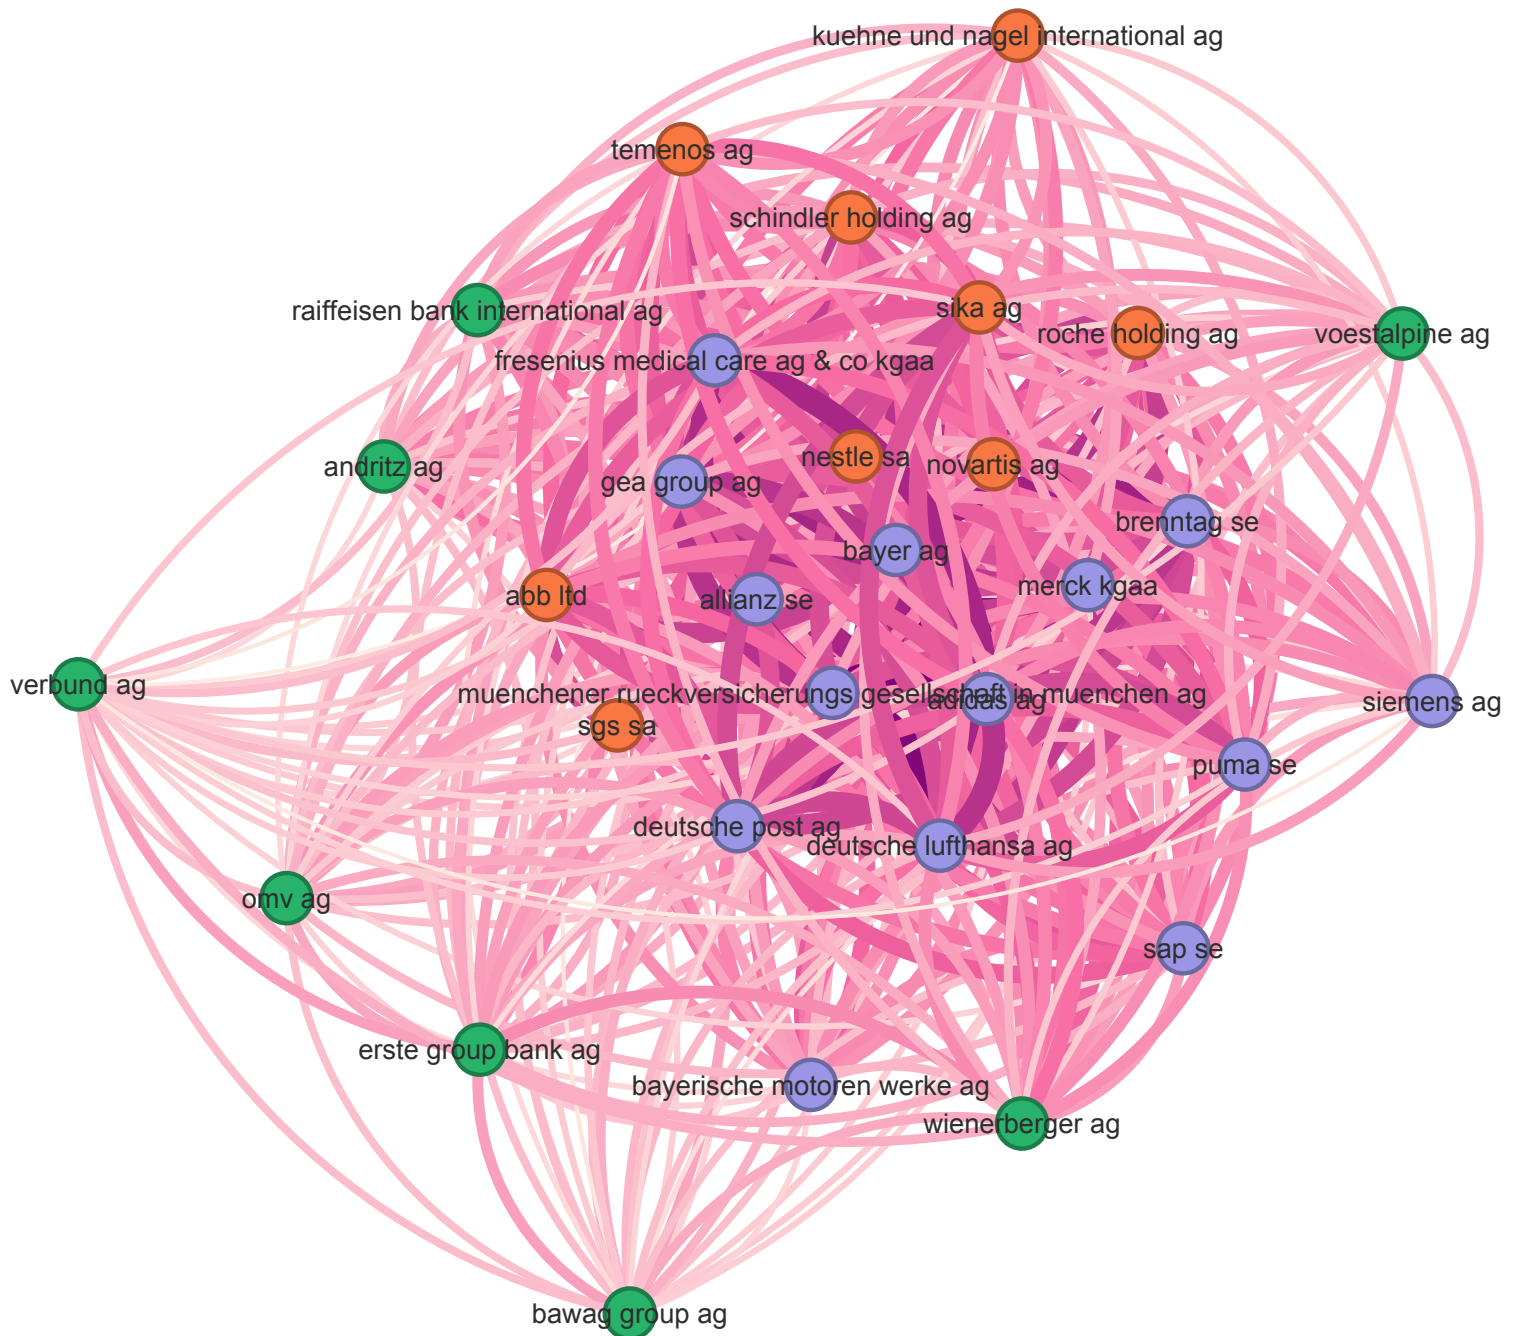 kuehne und nagel international ag
temenos ag
schindler holding ag
raiffeisen bank international ag
sika ag
roche holding ag
voestalpine ag
fresenius medical care ag & co kgaa
andritz ag
nestle sa
novartis ag
gea group ag
brenntag se
bayer ag
merck kgaa
abb ltd
allianz se
verbund ag
muenchener rueckversicherungs gesellschaft in muenchen ag
adidas ag
siemens ag
sgs sa
puma se
deutsche post ag
deutsche lufthansa ag
omv ag
sap se
erste group bank ag
bayerische motoren werke ag
wienerberger ag
bawag group ag